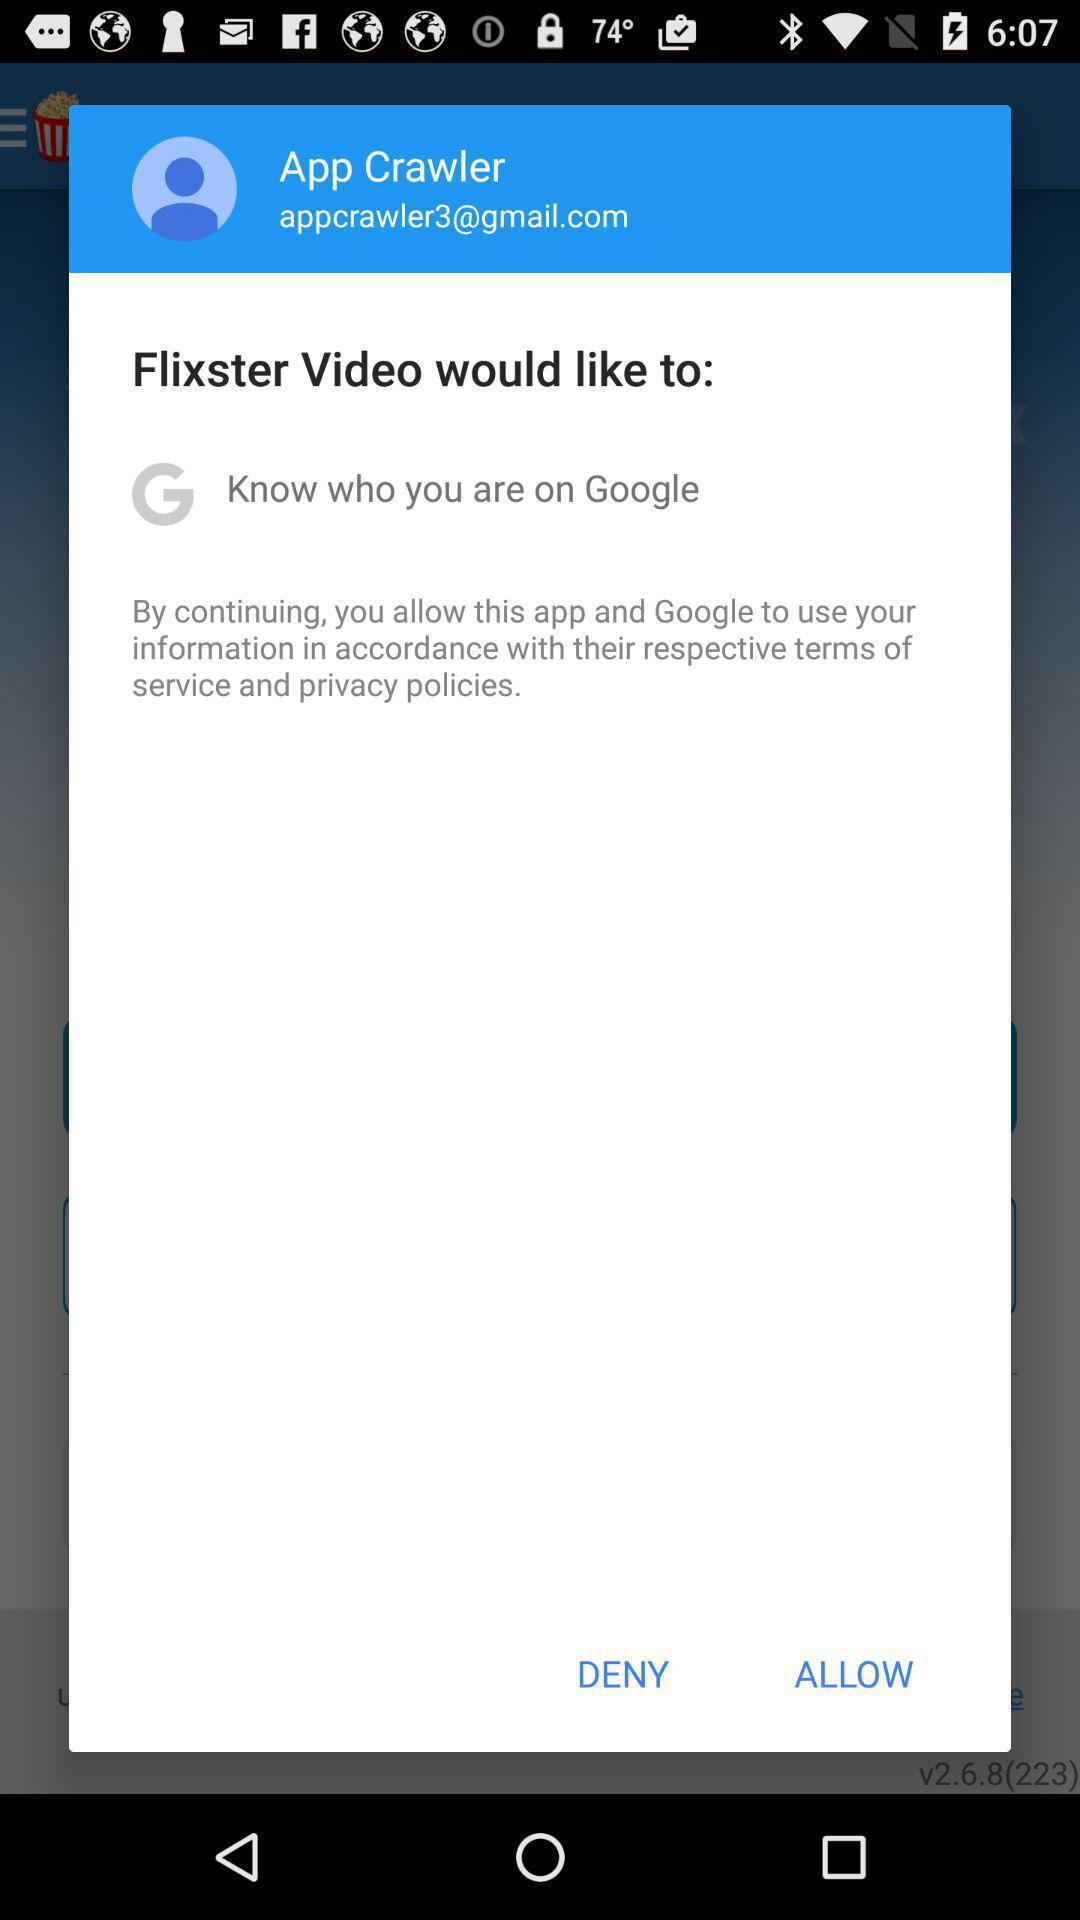 74° 6:07
App Crawler
appcrawler3@gmail.com
Flixster Video would like to:
Know who you are on Google
By continuing, you allow this app and Google to use your
information in accordance with their respective terms of
service and privacy policies.
DENY ALLOW
v2.6.8(223)